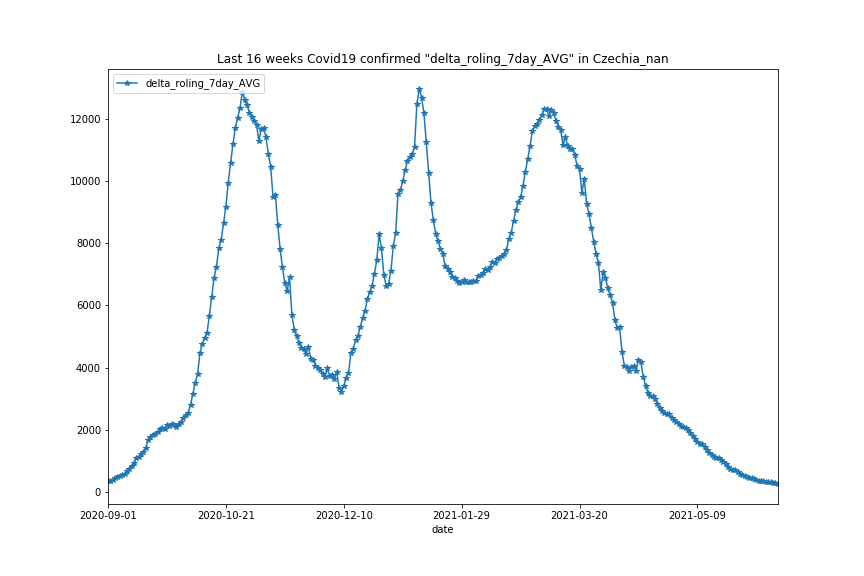 Last 16 weeks Covid19 confirmed "delta_roling_7day_AVG" in Czechia_nan
delta_roling_7day_AVG
12000
10000
8000
6000
4000
2000
0
2020-09-01 2020-10-21 2020-12-10 2021-01-29 2021-03-20 2021-05-09
date